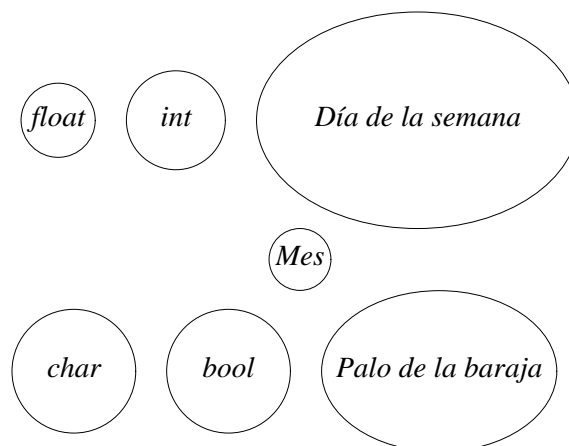 float
int
Día de la semana
Mes
char
bool
Palo de la baraja